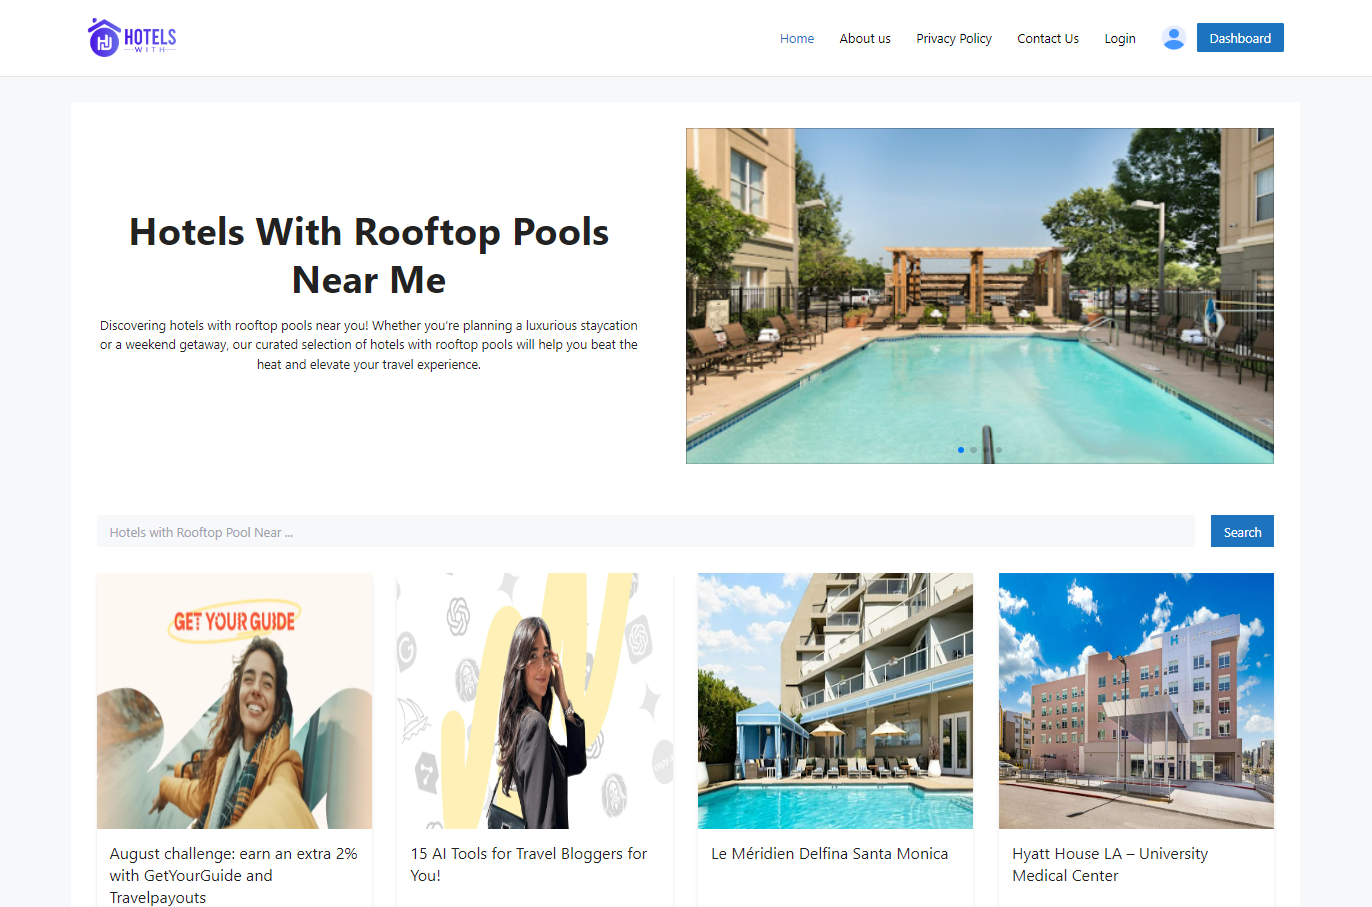 HOTELS
WITH
Home
About us
Privacy Policy
Contact Us
Login
Dashboard
Hotels With Rooftop Pools
Near Me
Discovering hotels with rooftop pools near you! Whether you’re planning a luxurious staycation
or a weekend getaway, our curated selection of hotels with rooftop pools will help you beat the
heat and elevate your travel experience.
Hotels with Rooftop Pool Near ...
Search
GET YOUR GUIDE
August challenge: earn an extra 2%
with GetYourGuide and
Travelpayouts
15 AI Tools for Travel Bloggers for
You!
Le Méridien Delfina Santa Monica
Hyatt House LA – University
Medical Center